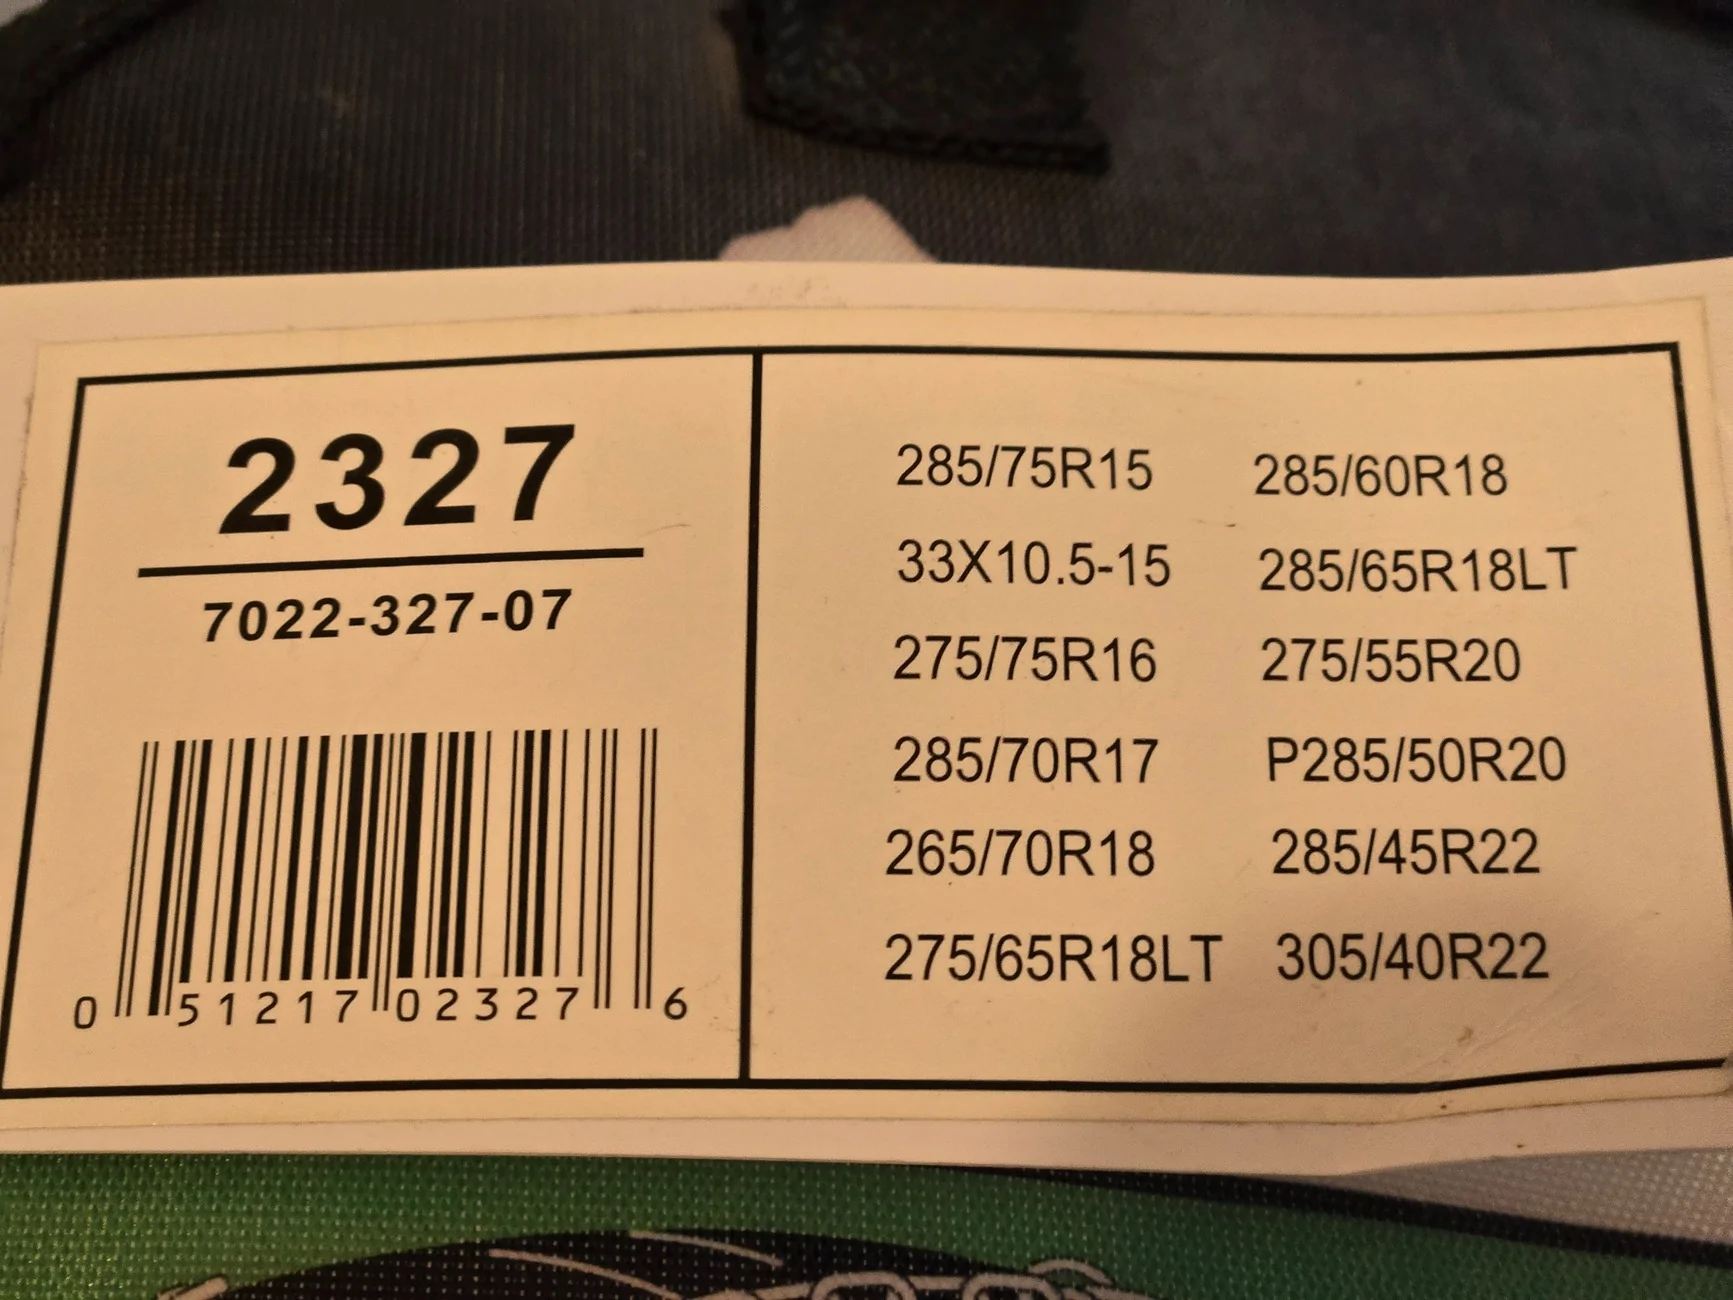 2327
7022-327-07
0 51217 02327 6
285/75R15 285/60R18
33X10.5-15 285/65R18LT
275/75R16 275/55R20
285/70R17 P285/50R20
265/70R18 285/45R22
275/65R18LT 305/40R22